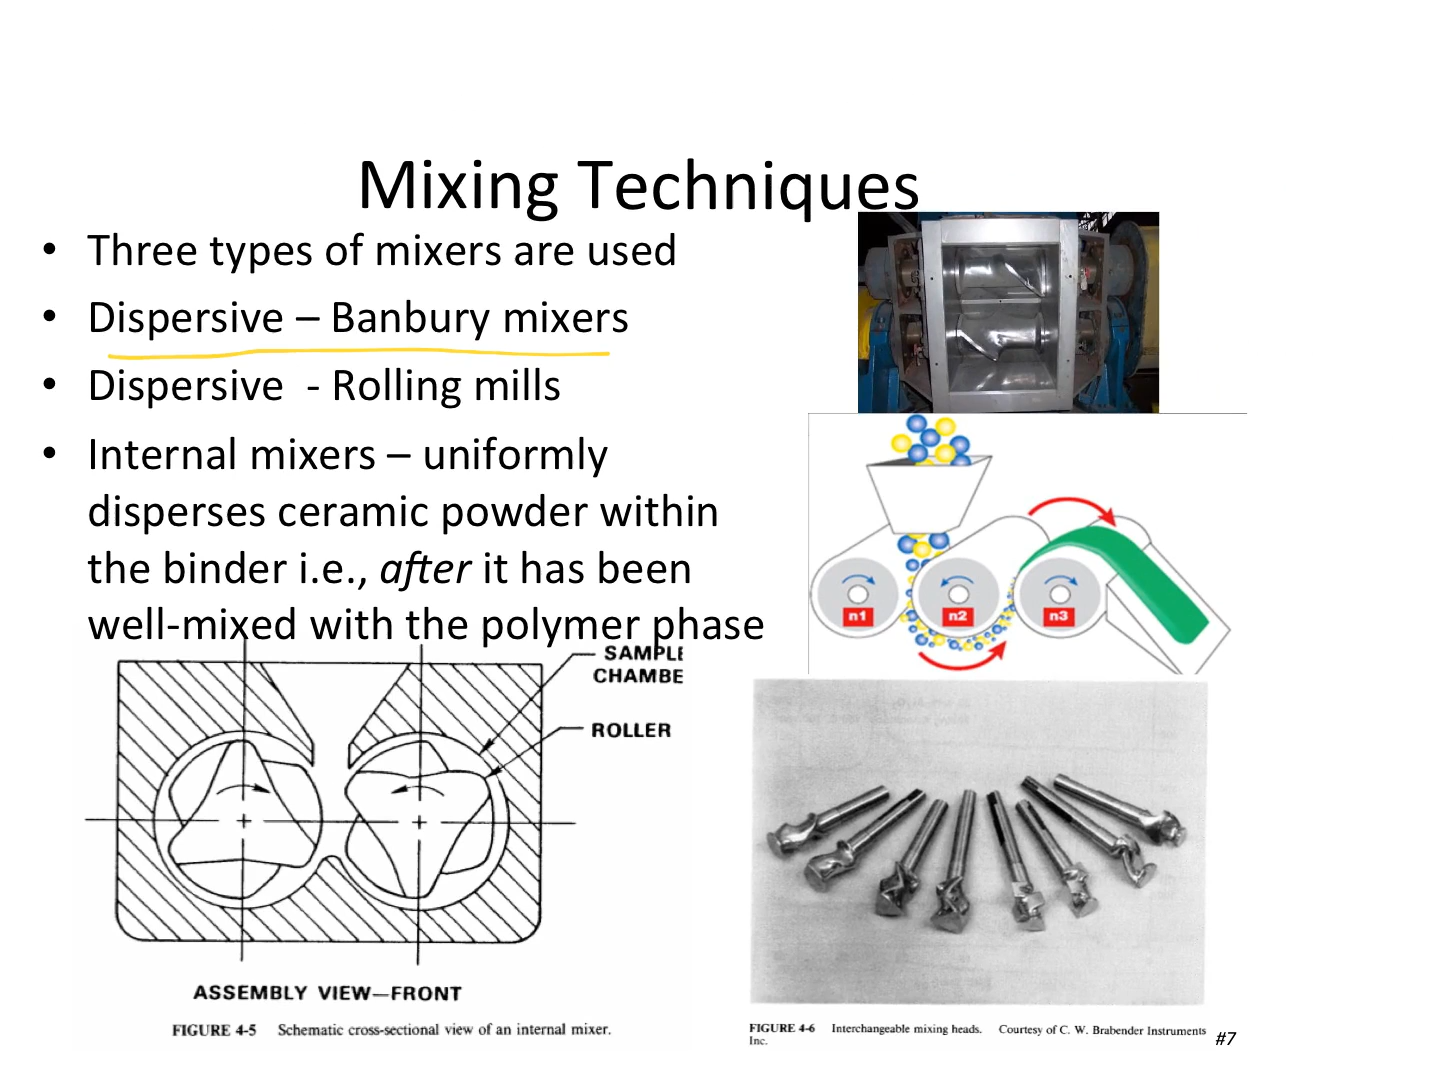 Mixing Techniques
• Three types of mixers are used
• Dispersive – Banbury mixers
• Dispersive - Rolling mills
• Internal mixers – uniformly
disperses ceramic powder within
the binder i.e., after it has been
well-mixed with the polymer phase
n1 n2 n3
SAMPLE
CHAMBE
ROLLER
ASSEMBLY VIEW—FRONT
FIGURE 4-5 Schematic cross-sectional view of an internal mixer.
FIGURE 4-6 Interchangeable mixing heads. Courtesy of C. W. Brabender Instruments
Inc.
#7